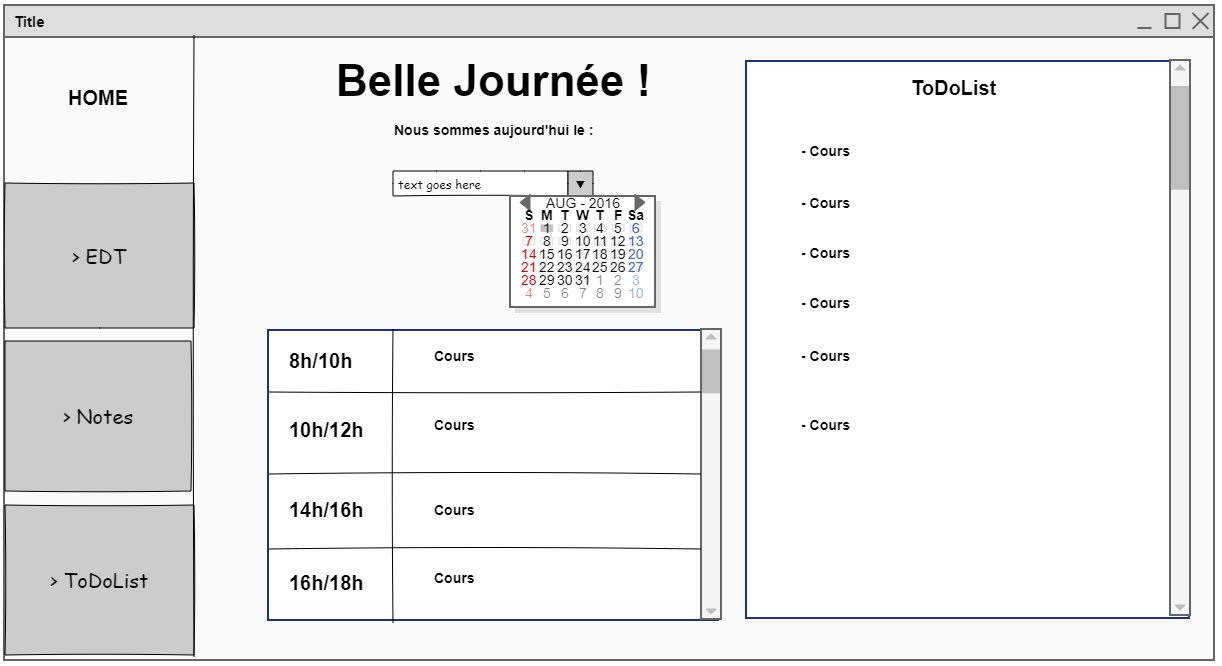 Title
HOME
> EDT
> Notes
> ToDoList
Belle Journée !
Nous sommes aujourd'hui le :
text goes here
AUG - 2016
S M T W T F Sa
31 1 2 3 4 5 6
7 8 9 10 11 12 13
14 15 16 17 18 19 20
21 22 23 24 25 26 27
28 29 30 31 1 2 3
4 5 6 7 8 9 10
8h/10h Cours
10h/12h Cours
14h/16h Cours
16h/18h Cours
ToDoList
- Cours
- Cours
- Cours
- Cours
- Cours
- Cours